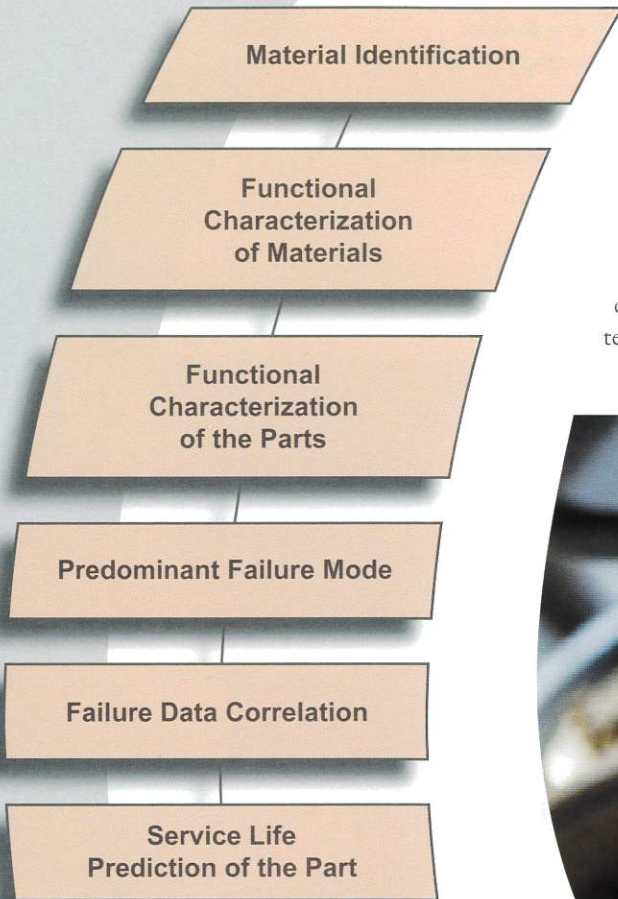 Material Identification
Functional
Characterization
of Materials
Functional
Characterization
of the Parts
Predominant Failure Mode
Failure Data Correlation
Service Life
Prediction of the Part